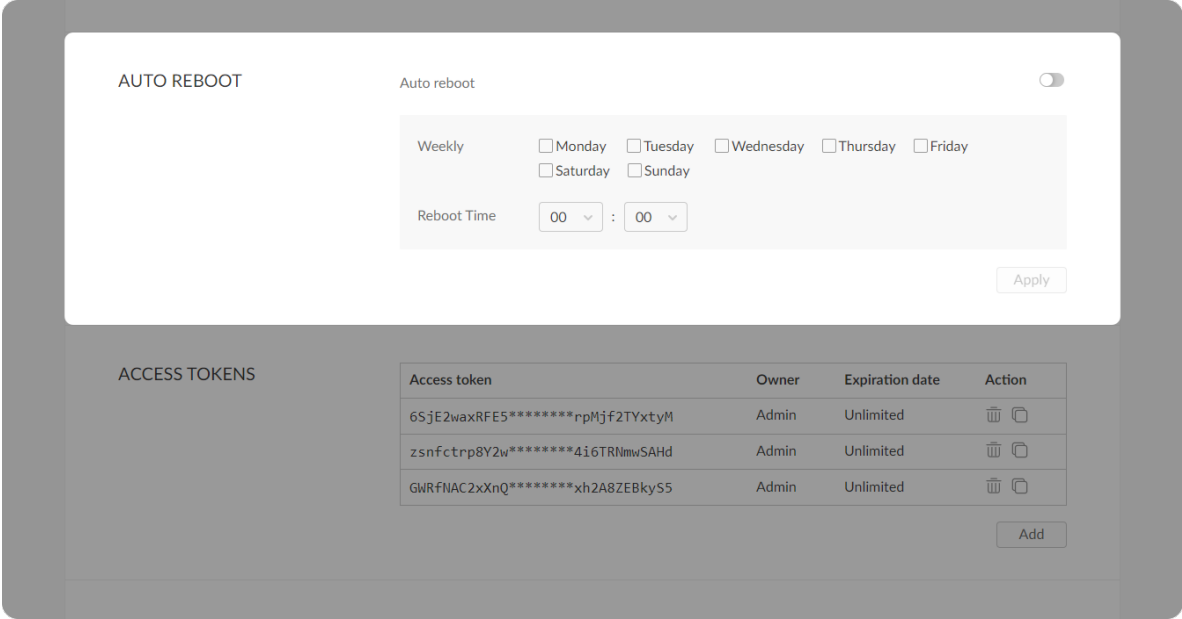 AUTO REBOOT
Auto reboot
Weekly
Monday Tuesday Wednesday Thursday Friday
Saturday Sunday
Reboot Time
00 : 00
Apply
ACCESS TOKENS
Access token Owner Expiration date Action
6SjE2waxRFE5********rpMjf2TYxtyM Admin Unlimited
zsnfctrp8Y2w********4i6TRNmwSAHd Admin Unlimited
GWRfNAC2xXnQ********xh2A8ZEBkyS5 Admin Unlimited
Add